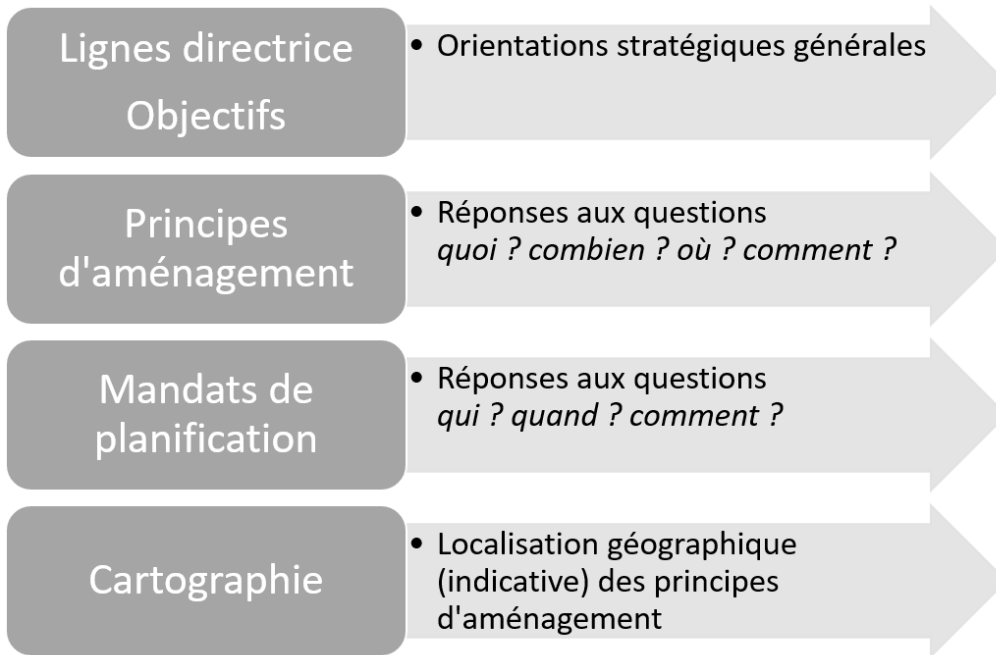 Lignes directrice
Objectifs
• Orientations stratégiques générales
Principes
d'aménagement
• Réponses aux questions
quoi ? combien ? où ? comment ?
Mandats de
planification
• Réponses aux questions
qui ? quand ? comment ?
Cartographie
• Localisation géographique
(indicative) des principes
d'aménagement